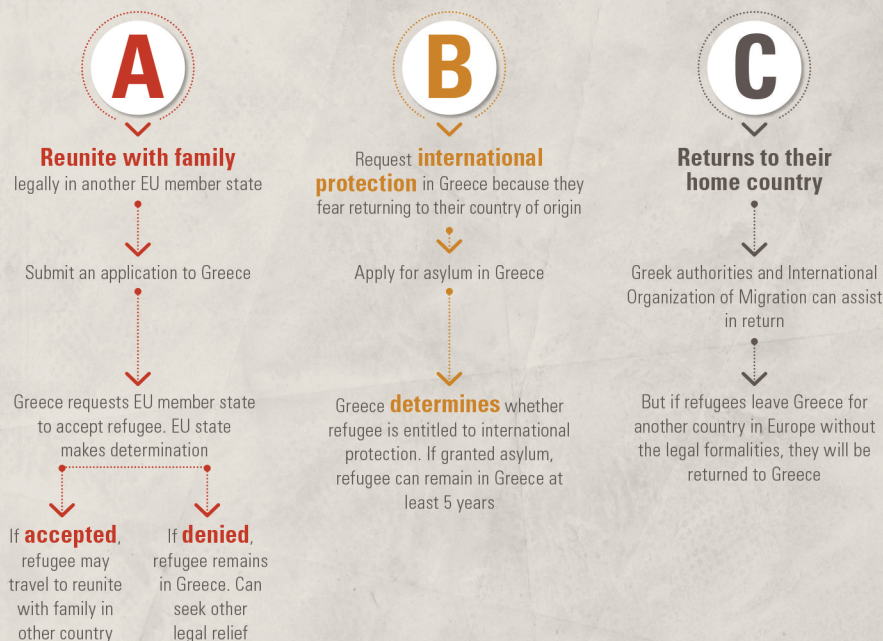 A
Reunite with family
legally in another EU member state
Submit an application to Greece
Greece requests EU member state
to accept refugee. EU state
makes determination
If accepted,
refugee may
travel to reunite
with family in
other country
If denied,
refugee remains
in Greece. Can
seek other
legal relief
B
Request international
protection in Greece because they
fear returning to their country of origin
Apply for asylum in Greece
Greece determines whether
refugee is entitled to international
protection. If granted asylum,
refugee can remain in Greece at
least 5 years
C
Returns to their
home country
Greek authorities and International
Organization of Migration can assist
in return
But if refugees leave Greece for
another country in Europe without
the legal formalities, they will be
returned to Greece